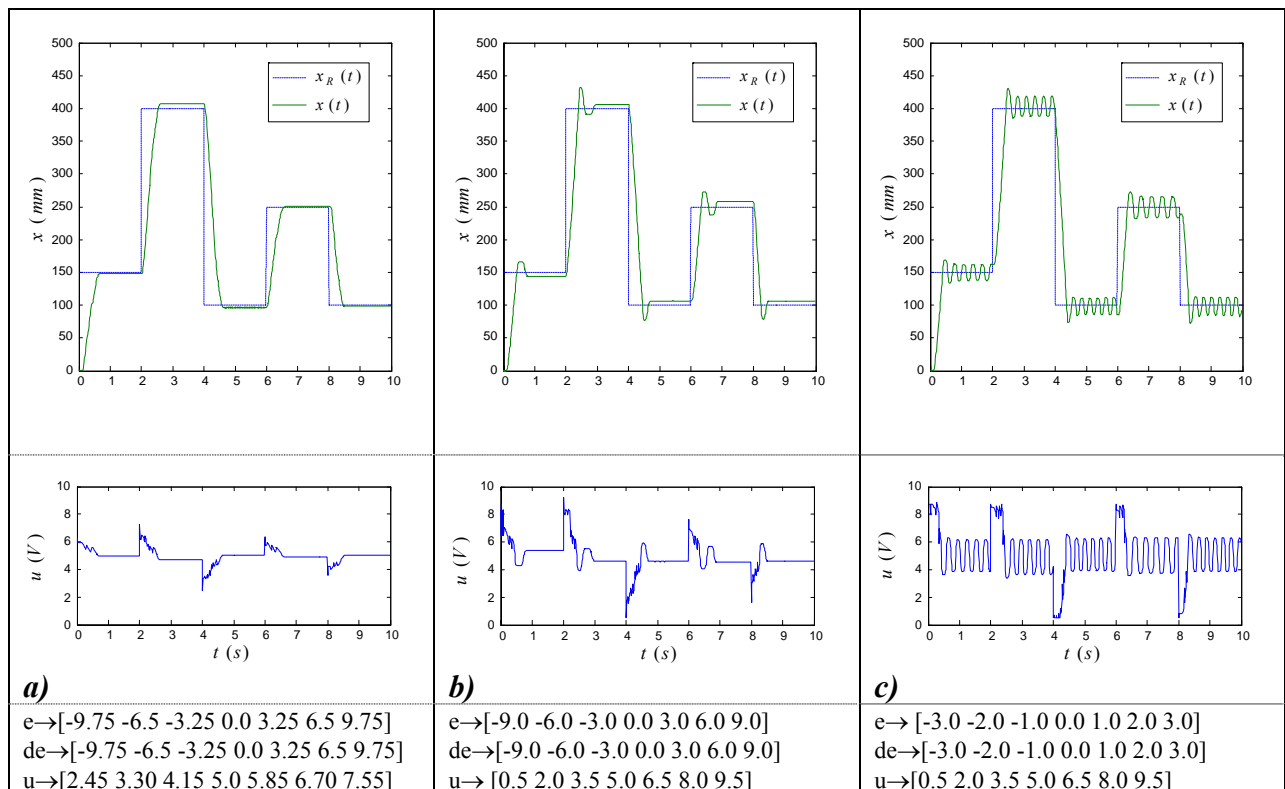 500
450
400
350
300
250
200
150
100
50
0
x (mm)
x R (t)
x (t)
0 1 2 3 4 5 6 7 8 9 10
500
450
400
350
300
250
200
150
100
50
0
x (mm)
x R (t)
x (t)
0 1 2 3 4 5 6 7 8 9 10
500
450
400
350
300
250
200
150
100
50
0
x (mm)
x R (t)
x (t)
0 1 2 3 4 5 6 7 8 9 10
10
8
6
4
2
0
u (V)
0 1 2 3 4 5 6 7 8 9 10
t (s)
a)
10
8
6
4
2
0
u (V)
0 1 2 3 4 5 6 7 8 9 10
t (s)
b)
10
8
6
4
2
0
u (V)
0 1 2 3 4 5 6 7 8 9 10
t (s)
c)
e→[-9.75 -6.5 -3.25 0.0 3.25 6.5 9.75]
de→[-9.75 -6.5 -3.25 0.0 3.25 6.5 9.75]
u→[2.45 3.30 4.15 5.0 5.85 6.70 7.55]
e→[-9.0 -6.0 -3.0 0.0 3.0 6.0 9.0]
de→[-9.0 -6.0 -3.0 0.0 3.0 6.0 9.0]
u→ [0.5 2.0 3.5 5.0 6.5 8.0 9.5]
e→ [-3.0 -2.0 -1.0 0.0 1.0 2.0 3.0]
de→[-3.0 -2.0 -1.0 0.0 1.0 2.0 3.0]
u→[0.5 2.0 3.5 5.0 6.5 8.0 9.5]